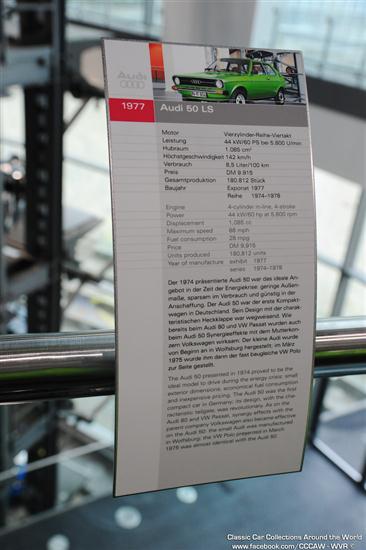 Audi
1977
Audi 50 LS
Motor Vierzylinder-Reihe-Viertakt
Leistung 44 kW/60 PS bei 5.800 U/min
Hubraum 1.085 cm³
Höchstgeschwindigkeit 142 km/h
Verbrauch 8,5 Liter/100 km
Preis DM 9.915
Gesamtproduktion 180.812 Stück
Baujahr Exponat 1977
Reihe 1974-1978
Engine 4-cylinder in-line, 4-stroke
Power 44 kW/60 hp at 5.800 rpm
Displacement 1,085 cc
Maximum speed 88 mph
Fuel consumption 28 mpg
Price DM 9,915
Units produced 180,812 units
Year of manufacture exhibit 1977
series 1974-1978
Der 1974 präsentierte Audi 50 war das ideale An-
gebot in der Zeit der Energiekrise: geringe Außen-
maße, sparsam im Verbrauch und günstig in der
Anschaffung. Der Audi 50 war der erste Kompakt-
wagen in Deutschland. Sein Design mit der charak-
teristischen Heckklappe war wegweisend. Wie
bereits beim Audi 80 und VW Passat wurden auch
beim Audi 50 Synergieeffekte mit dem Mutterkon-
zern Volkswagen wirksam: Der kleine Audi wurde
von Beginn an in Wolfsburg hergestellt; im März
1975 wurde ihm dann der fast baugleiche VW Polo
zur Seite gestellt.
The Audi 50 presented in 1974 proved to be the
ideal model to drive during the energy crisis: small
exterior dimensions, economical fuel consumption
and inexpensive pricing. The Audi 50 was the first
compact car in Germany; its design, with the cha-
racteristic tailgate, was revolutionary. As on the
Audi 80 and VW Passat, synergy effects with the
parent company Volkswagen also became effective
on the Audi 50: the small Audi was manufactured
in Wolfsburg; the VW Polo presented in March
1975 was almost identical with the Audi 50.
Classic Car Collections Around the World
www.facebook.com/CCCAW - WVR ©